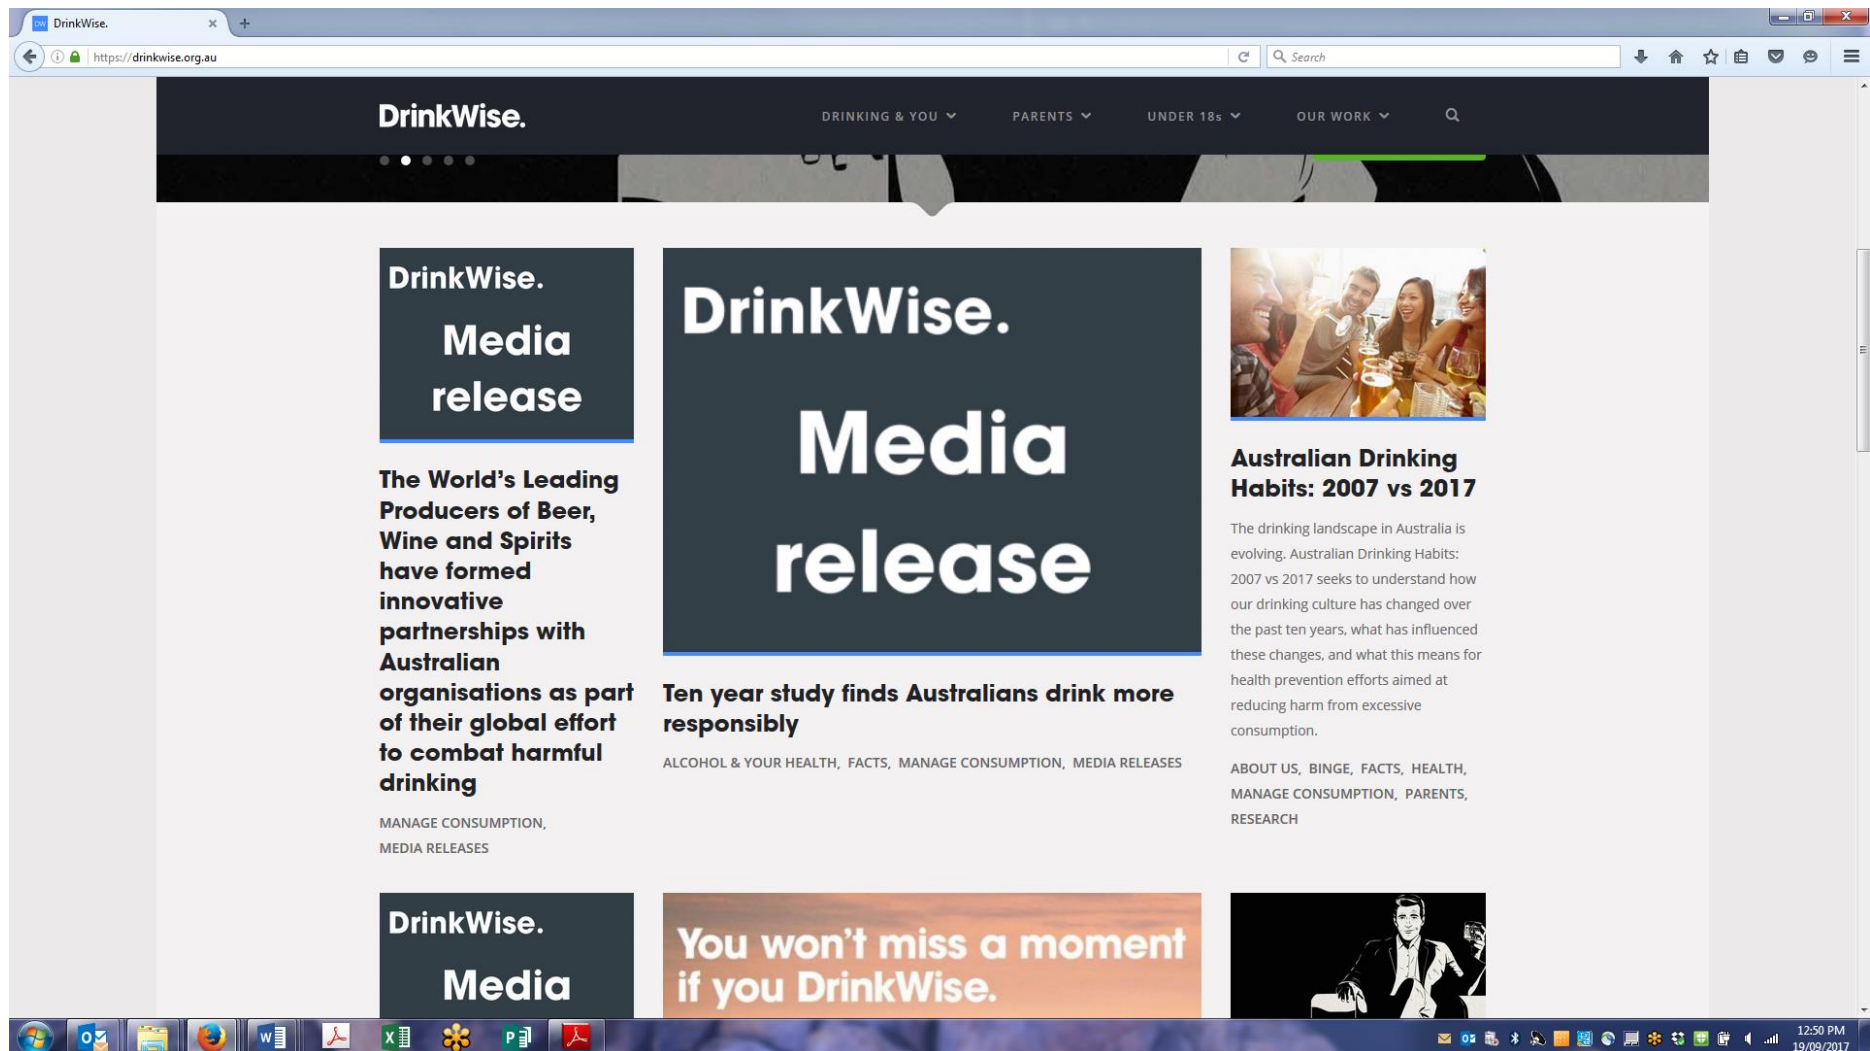 DrinkWise.
https://drinkwise.org.au
Search
DrinkWise.
DRINKING & YOU
PARENTS
UNDER 18s
OUR WORK
DrinkWise.
Media
release
The World's Leading
Producers of Beer,
Wine and Spirits
have formed
innovative
partnerships with
Australian
organisations as part
of their global effort
to combat harmful
drinking
MANAGE CONSUMPTION,
MEDIA RELEASES
DrinkWise.
Media
release
Ten year study finds Australians drink more
responsibly
ALCOHOL & YOUR HEALTH, FACTS, MANAGE CONSUMPTION, MEDIA RELEASES
Australian Drinking
Habits: 2007 vs 2017
The drinking landscape in Australia is
evolving. Australian Drinking Habits:
2007 vs 2017 seeks to understand how
our drinking culture has changed over
the past ten years, what has influenced
these changes, and what this means for
health prevention efforts aimed at
reducing harm from excessive
consumption.
ABOUT US, BINGE, FACTS, HEALTH,
MANAGE CONSUMPTION, PARENTS,
RESEARCH
DrinkWise.
Media
You won't miss a moment
if you DrinkWise.
12:50 PM
19/09/2017